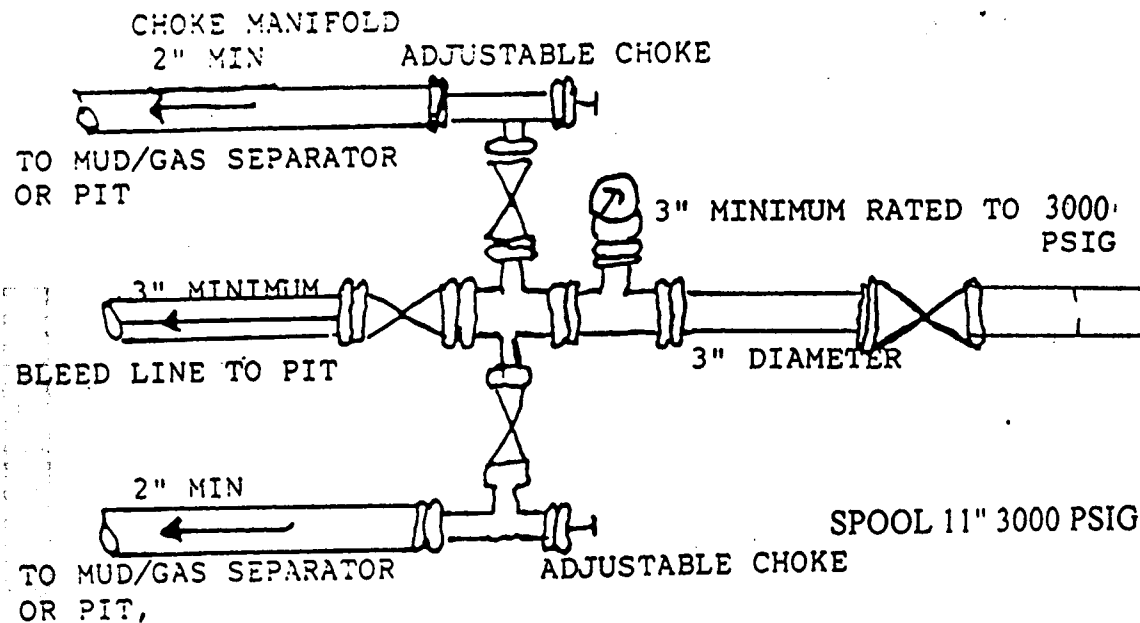 CHOKE MANIFOLD
2" MIN
ADJUSTABLE CHOKE
TO MUD/GAS SEPARATOR
OR PIT
3" MINIMUM RATED TO 3000
PSIG
3" MINIMUM
BLEED LINE TO PIT
3" DIAMETER
2" MIN
SPOOL 11" 3000 PSIG
TO MUD/GAS SEPARATOR
OR PIT,
ADJUSTABLE CHOKE